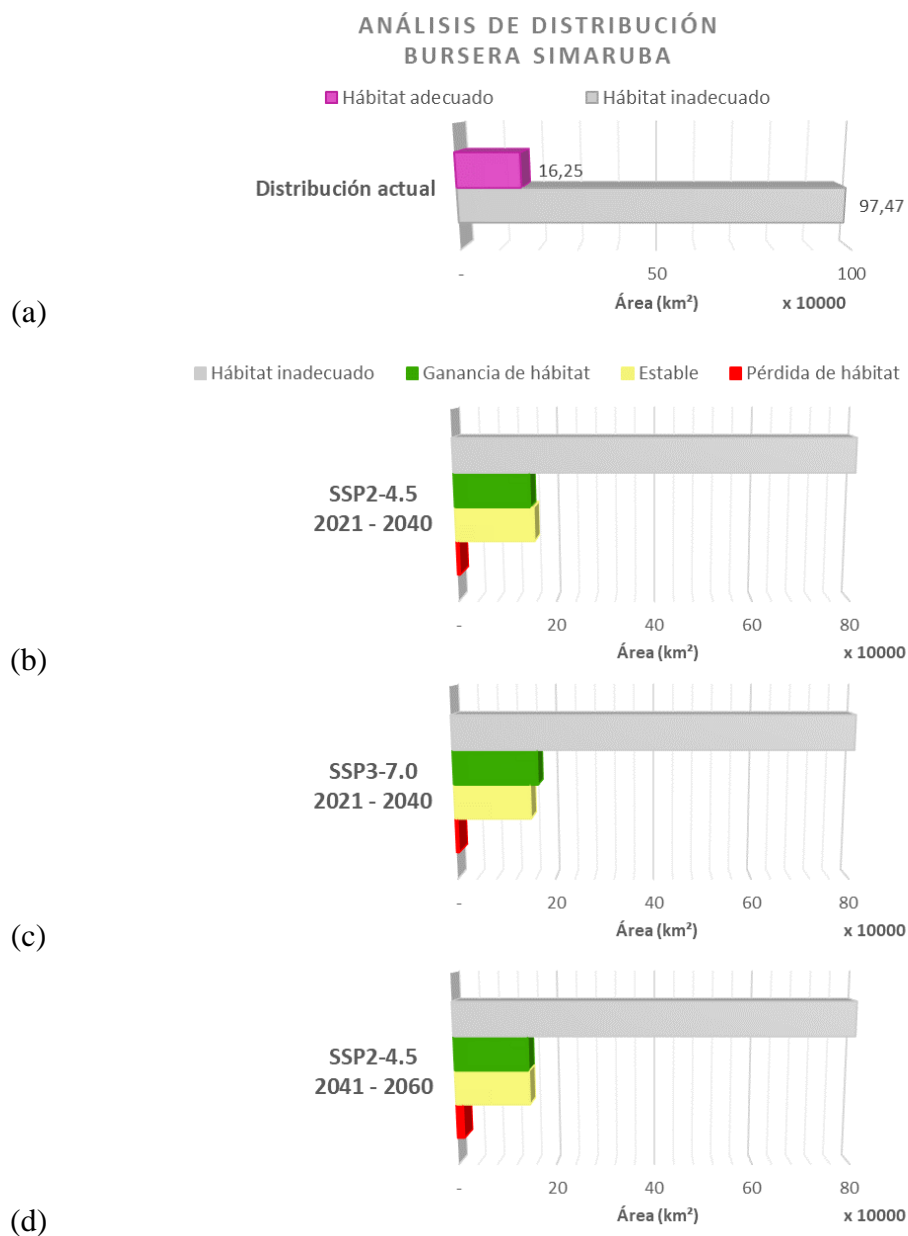 ANÁLISIS DE DISTRIBUCIÓN
BURSERA SIMARUBA
Hábitat adecuado Hábitat inadecuado
Distribución actual
16,25
97,47
- 50 100
Área (km²) x 10000
(a)
Hábitat inadecuado Ganancia de hábitat Estable Pérdida de hábitat
SSP2-4.5
2021 - 2040
- 20 40 60 80
Área (km²) x 10000
(b)
SSP3-7.0
2021 - 2040
- 20 40 60 80
Área (km²) x 10000
(c)
SSP2-4.5
2041 - 2060
- 20 40 60 80
Área (km²) x 10000
(d)